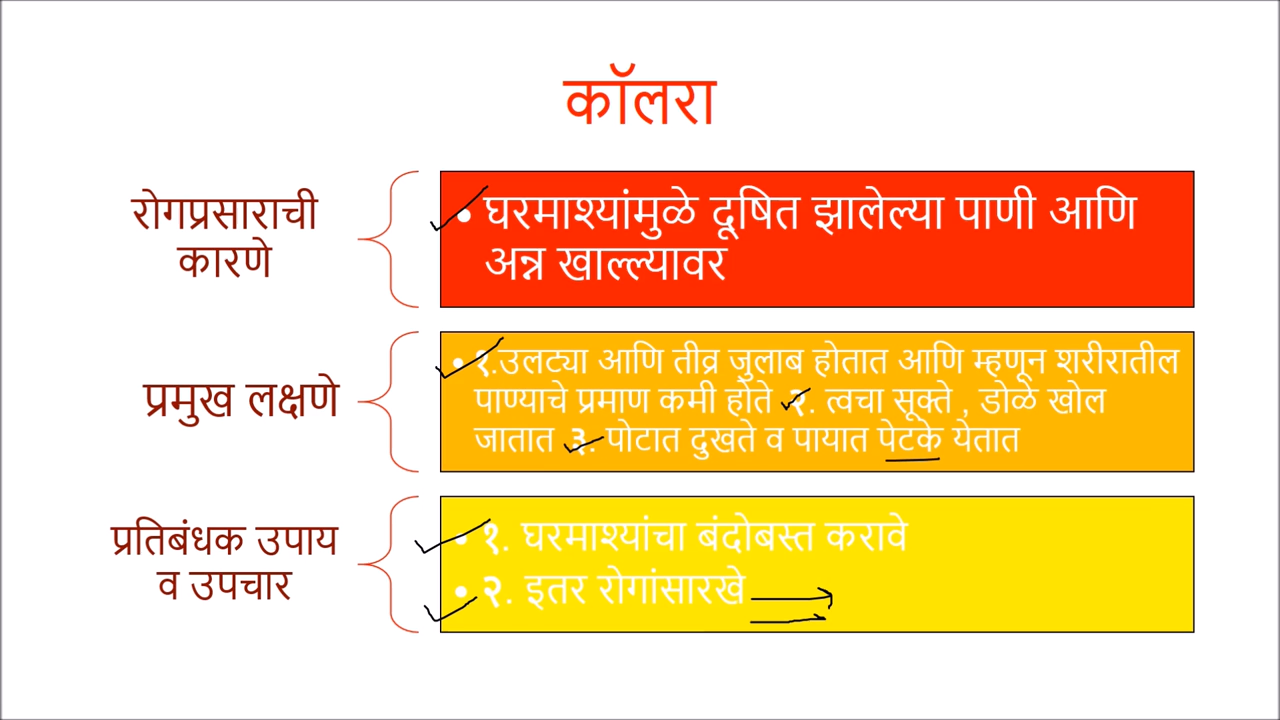 कॉलरा
रोगप्रसाराची
कारणे
• घरमाश्यांमुळे दूषित झालेल्या पाणी आणि
अन्न खाल्ल्यावर
प्रमुख लक्षणे
• १.उलट्या आणि तीव्र जुलाब होतात आणि म्हणून शरीरातील
पाण्याचे प्रमाण कमी होते २. त्वचा सूक्ते , डोळे खोल
जातात ३. पोटात दुखते व पायात पेटके येतात
प्रतिबंधक उपाय
व उपचार
• १. घरमाश्यांचा बंदोबस्त करावे
• २. इतर रोगांसारखे